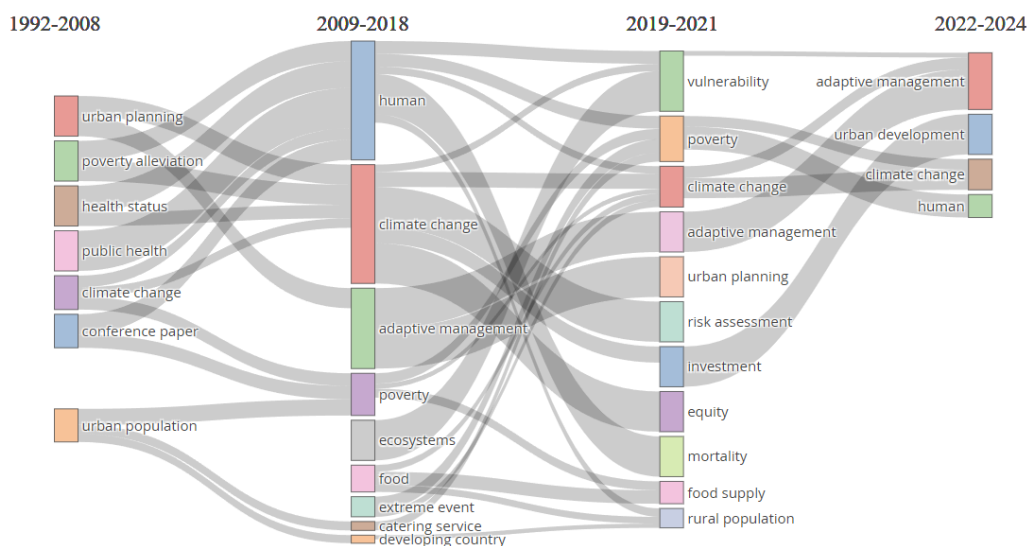 1992-2008
2009-2018
2019-2021
2022-2024
urban planning
poverty alleviation
health status
public health
climate change
conference paper
urban population
human
climate change
adaptive management
poverty
ecosystems
food
extreme event
catering service
developing country
vulnerability
poverty
climate change
adaptive management
urban planning
risk assessment
investment
equity
mortality
food supply
rural population
adaptive management
urban development
climate change
human